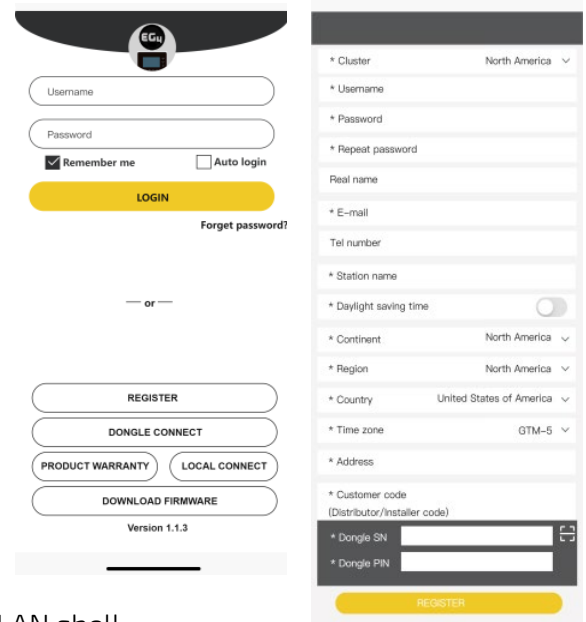 EG4
Username
Password
Remember me Auto login
LOGIN
Forget password?
— or —
REGISTER
DONGLE CONNECT
PRODUCT WARRANTY LOCAL CONNECT
DOWNLOAD FIRMWARE
Version 1.1.3
* Cluster North America
* Username
* Password
* Repeat password
Real name
* E-mail
Tel number
* Station name
* Daylight saving time
* Continent North America
* Region North America
* Country United States of America
* Time zone GTM-5
* Address
* Customer code
(Distributor/Installer code)
* Dongle SN
* Dongle PIN
REGISTER